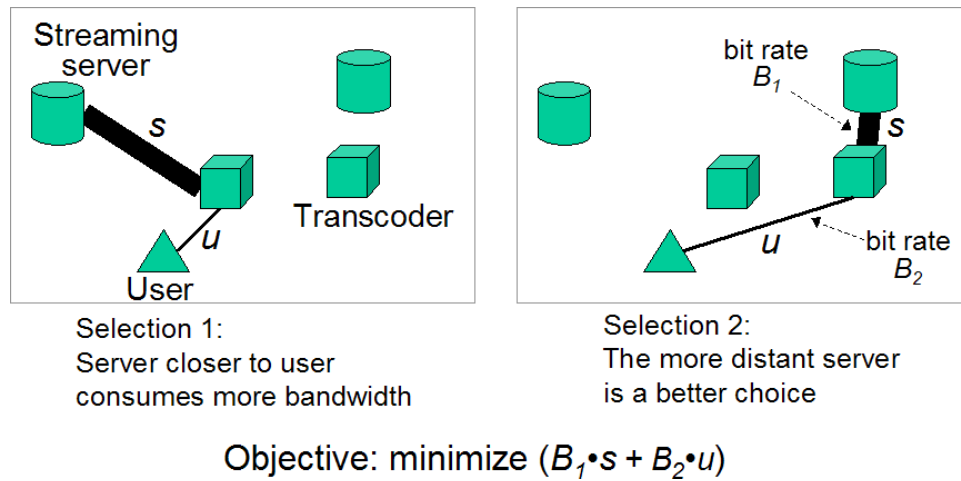 Streaming
server
s
u
Transcoder
User
bit rate
B1
s
u
bit rate
B2
Selection 1:
Server closer to user
consumes more bandwidth
Selection 2:
The more distant server
is a better choice
Objective: minimize (B1•s + B2•u)